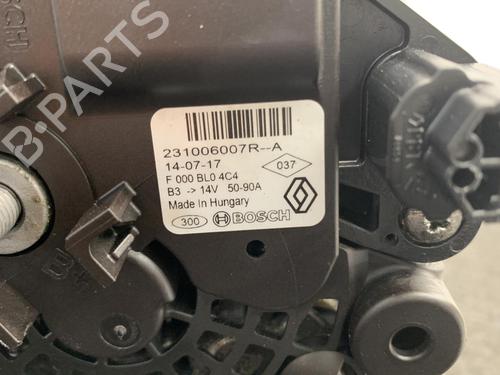 231006007R--A
14-07-17
037
F 000 BL0 4C4
B3 -> 14V 50-90A
Made In Hungary
300 BOSCH
B-PARTS